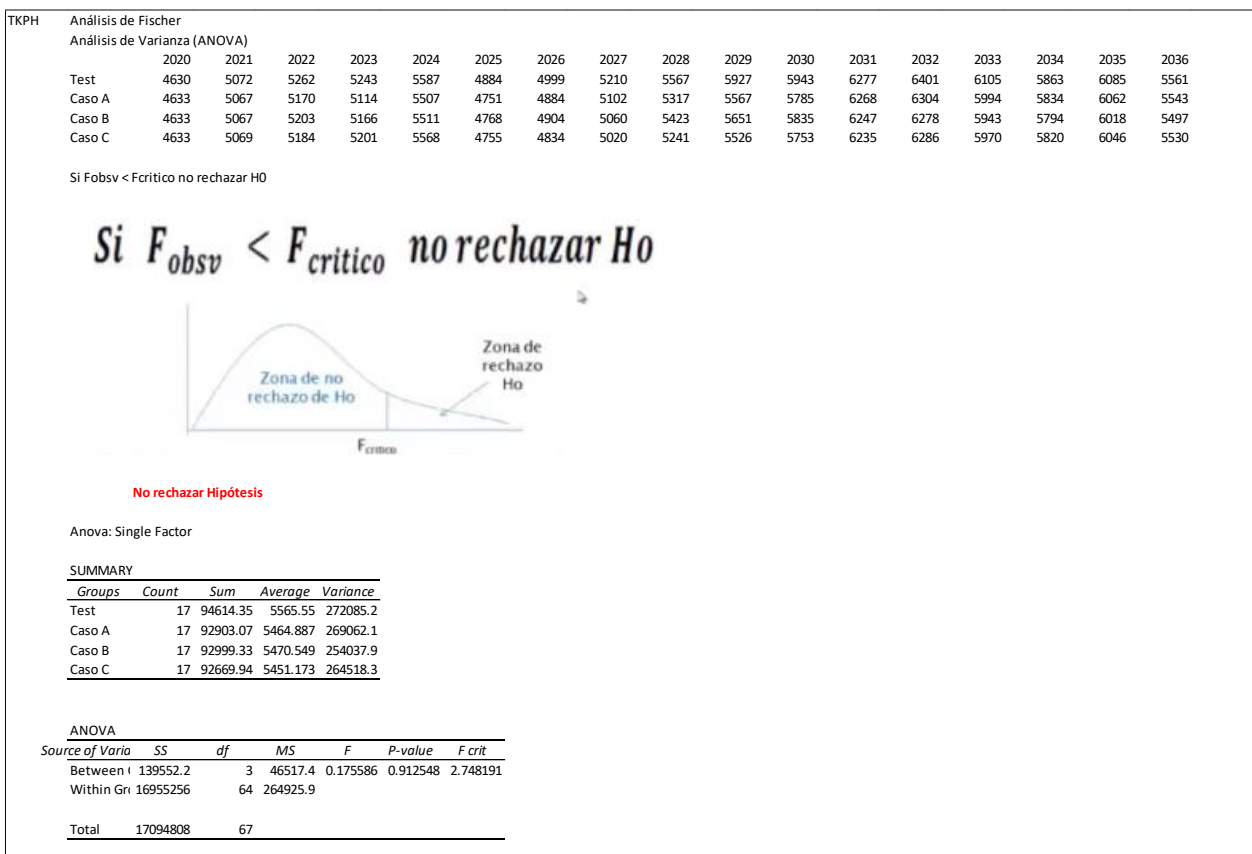 TKPH Análisis de Fischer
Análisis de Varianza (ANOVA)
2020 2021 2022 2023 2024 2025 2026 2027 2028 2029 2030 2031 2032 2033 2034 2035 2036
Test 4630 5072 5262 5243 5587 4884 4999 5210 5567 5927 5943 6277 6401 6105 5863 6085 5561
Caso A 4633 5067 5170 5114 5507 4751 4884 5102 5317 5567 5785 6268 6304 5994 5834 6062 5543
Caso B 4633 5067 5203 5166 5511 4768 4904 5060 5423 5651 5835 6247 6278 5943 5794 6018 5497
Caso C 4633 5069 5184 5201 5568 4755 4834 5020 5241 5526 5753 6235 6286 5970 5820 6046 5530
Si Fobsv < Fcritico no rechazar H0
Si F obsv < F critico no rechazar Ho
Zona de no
rechazo de Ho
Zona de
rechazo
Ho
F critico
No rechazar Hipótesis
Anova: Single Factor
SUMMARY
Groups Count Sum Average Variance
Test 17 94614.35 5565.55 272085.2
Caso A 17 92903.07 5464.887 269062.1
Caso B 17 92999.33 5470.549 254037.9
Caso C 17 92669.94 5451.173 264518.3
ANOVA
Source of Varia SS df MS F P-value F crit
Between ( 139552.2 3 46517.4 0.175586 0.912548 2.748191
Within Gr 16955256 64 264925.9
Total 17094808 67